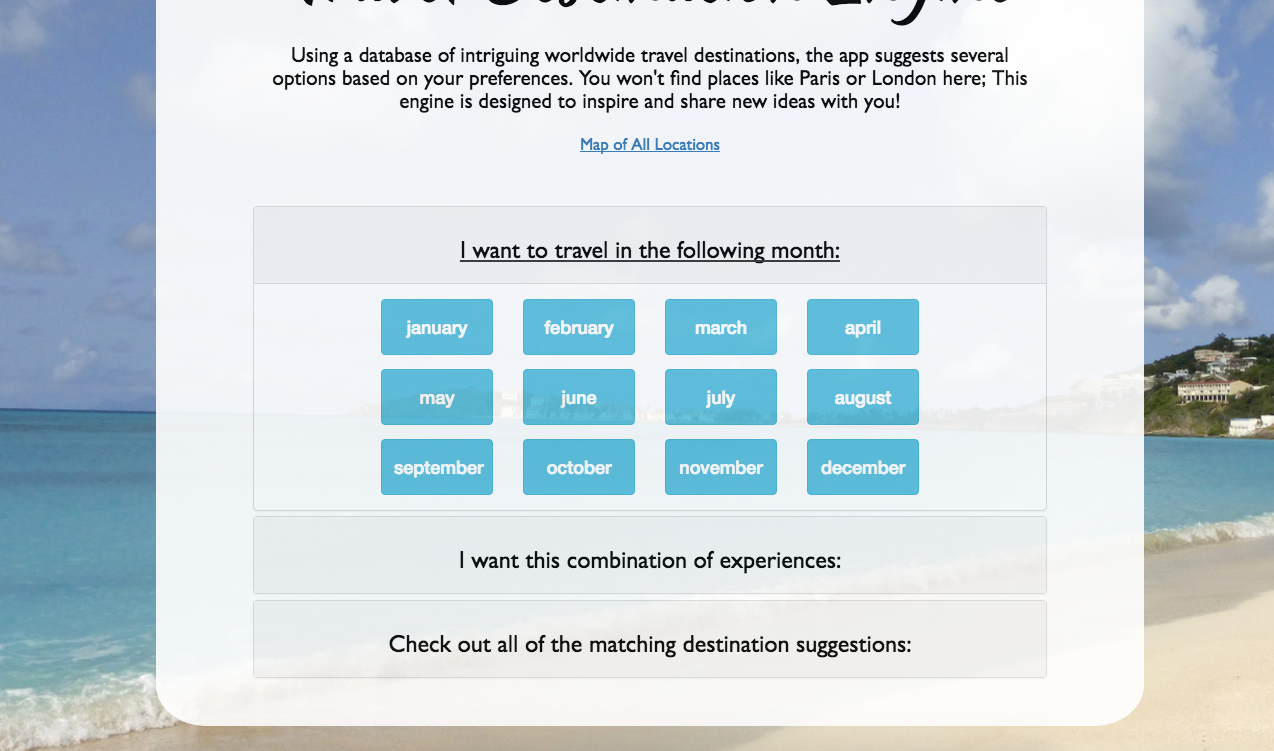 Using a database of intriguing worldwide travel destinations, the app suggests several
options based on your preferences. You won't find places like Paris or London here; This
engine is designed to inspire and share new ideas with you!
Map of All Locations
I want to travel in the following month:
january february march april
may june july august
september october november december
I want this combination of experiences:
Check out all of the matching destination suggestions: